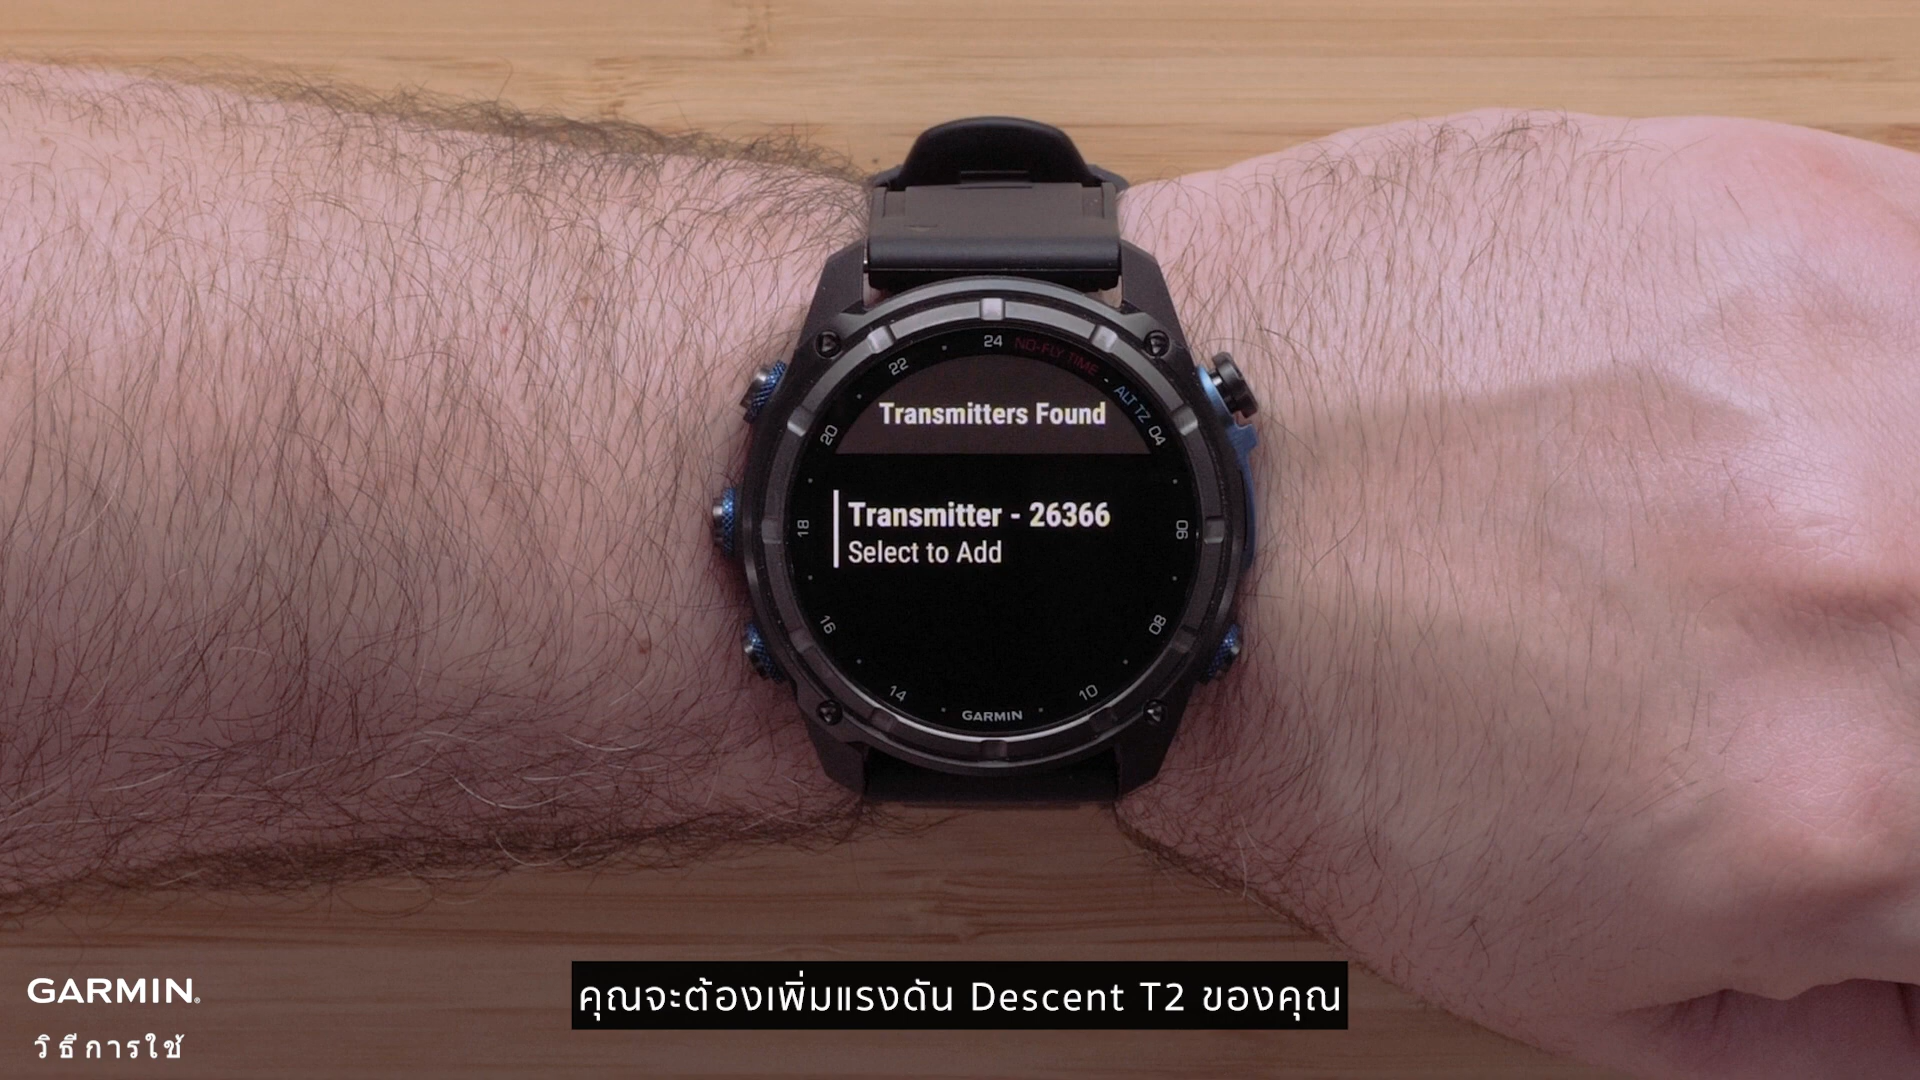 24
NO-FLY TIME
ALT TZ
04
06
08
10
14
16
18
20
22
Transmitters Found
Transmitter - 26366
Select to Add
GARMIN
GARMIN®
วิธีการใช้
คุณจะต้องเพิ่มแรงดัน Descent T2 ของคุณ